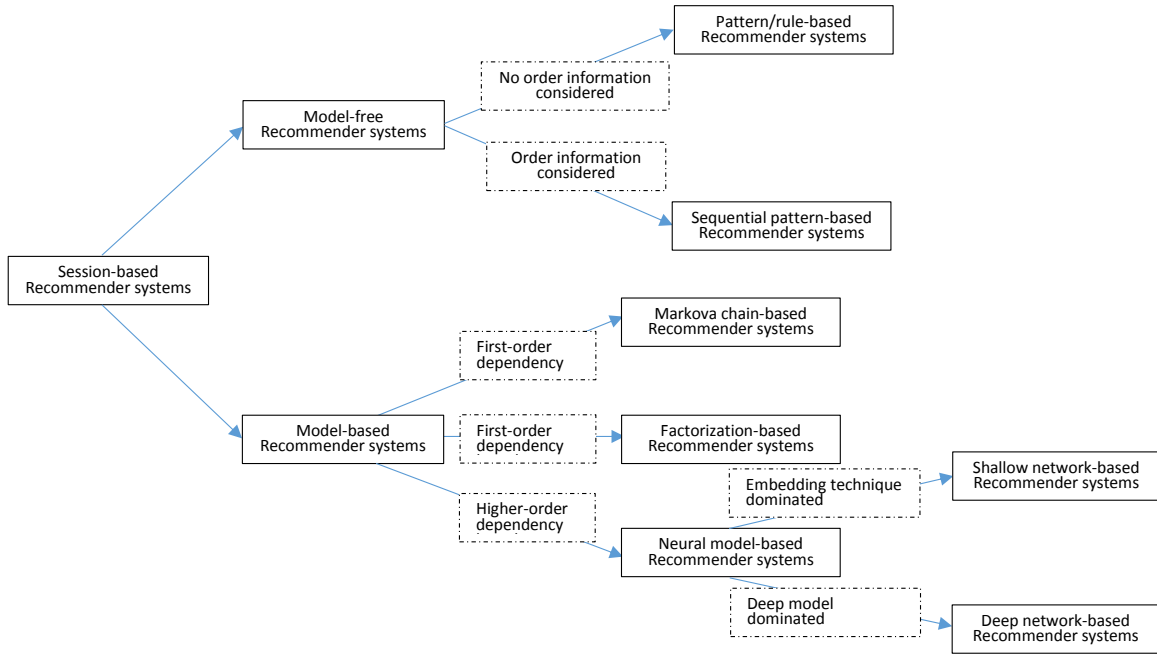 Pattern/rule-based
Recommender systems
No order information
considered
Model-free
Recommender systems
Order information
considered
Sequential pattern-based
Recommender systems
Session-based
Recommender systems
Markova chain-based
Recommender systems
First-order
dependency
Model-based
Recommender systems
First-order
dependency
Factorization-based
Recommender systems
Higher-order
dependency
Neural model-based
Recommender systems
Embedding technique
dominated
Shallow network-based
Recommender systems
Deep model
dominated
Deep network-based
Recommender systems